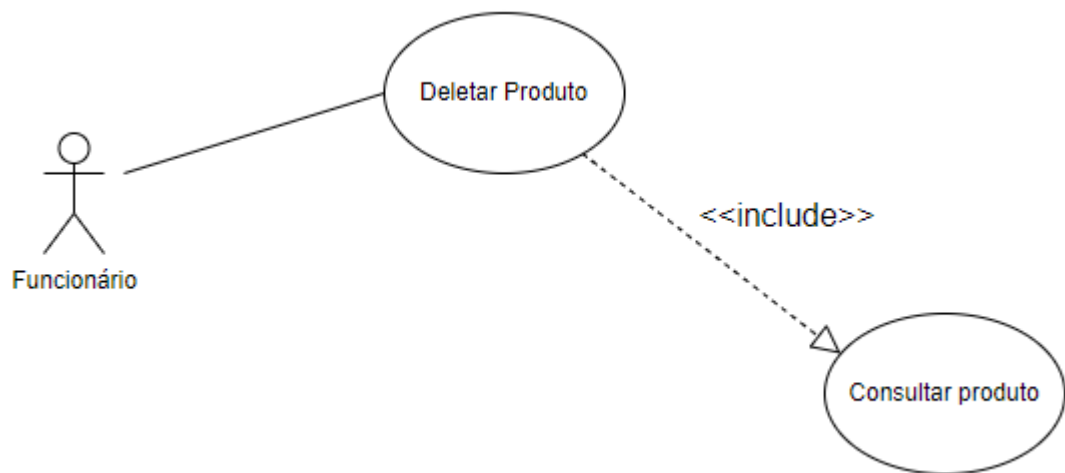 Deletar Produto
<<include>>
Funcionário
Consultar produto